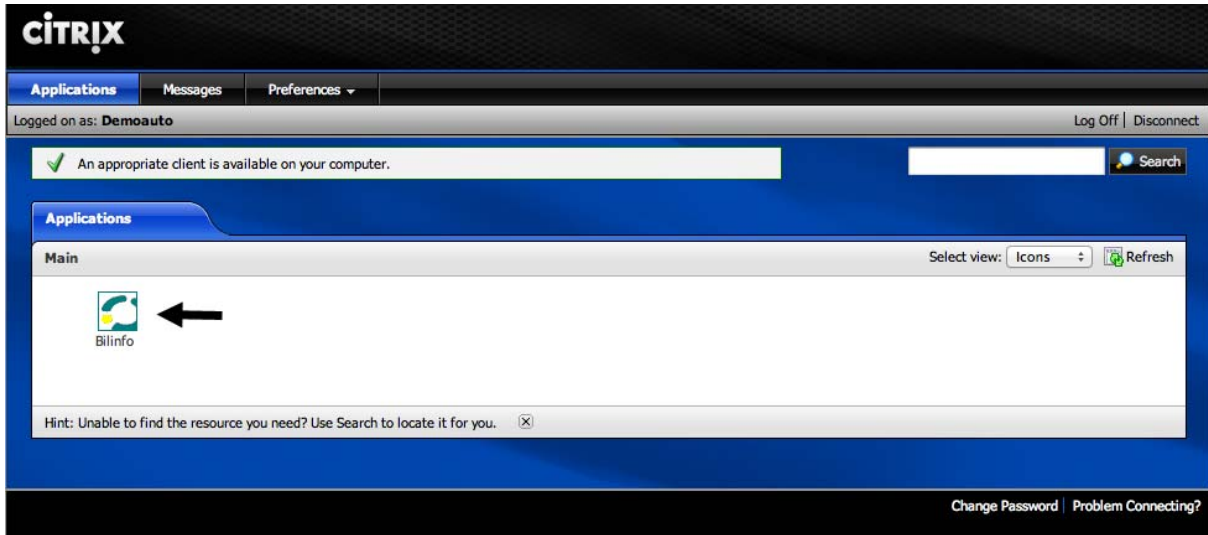 CITRIX
Applications Messages Preferences
Logged on as: Demoauto Log Off | Disconnect
An appropriate client is available on your computer. Search
Applications
Main Select view: Icons Refresh
Bilinfo
Hint: Unable to find the resource you need? Use Search to locate it for you.
Change Password | Problem Connecting?